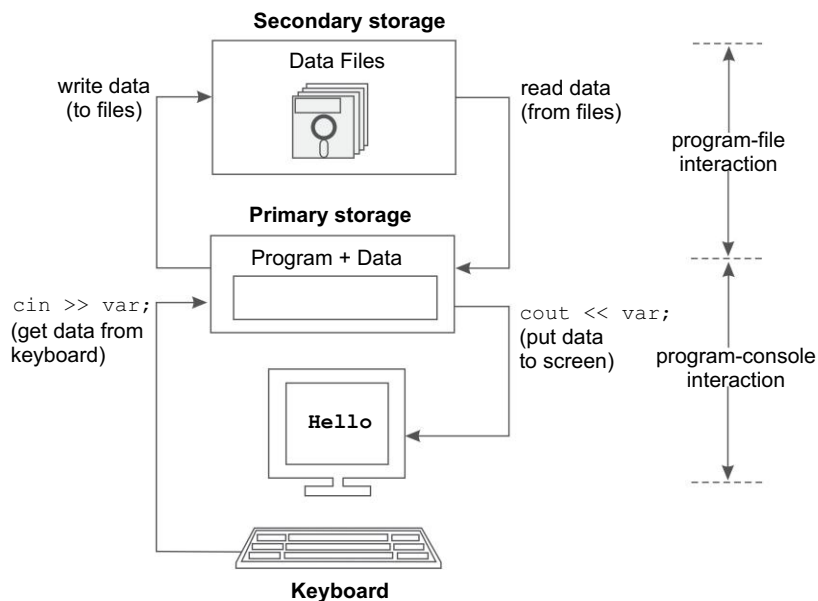 Secondary storage
Data Files
write data
(to files)
read data
(from files)
program-file
interaction
Primary storage
Program + Data
cin >> var;
(get data from
keyboard)
cout << var;
(put data
to screen)
program-console
interaction
Hello
Keyboard